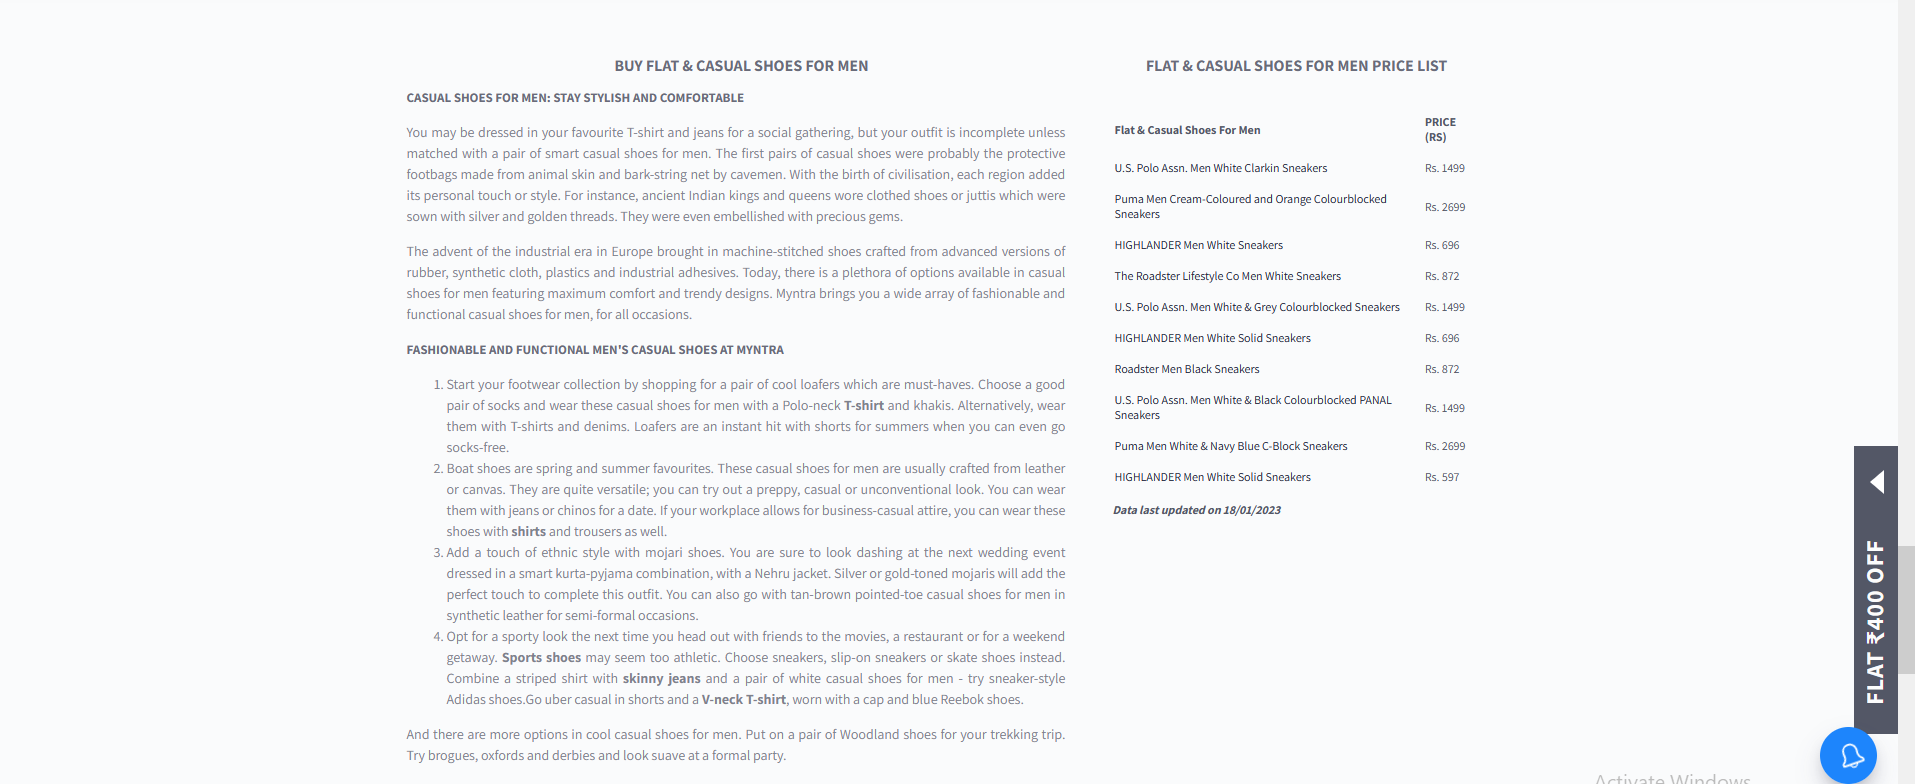 BUY FLAT & CASUAL SHOES FOR MEN
CASUAL SHOES FOR MEN: STAY STYLISH AND COMFORTABLE
You may be dressed in your favourite T-shirt and jeans for a social gathering, but your outfit is incomplete unless
matched with a pair of smart casual shoes for men. The first pairs of casual shoes were probably the protective
footbags made from animal skin and bark-string net by cavemen. With the birth of civilisation, each region added
its personal touch or style. For instance, ancient Indian kings and queens wore clothed shoes or juttis which were
sown with silver and golden threads. They were even embellished with precious gems.
The advent of the industrial era in Europe brought in machine-stitched shoes crafted from advanced versions of
rubber, synthetic cloth, plastics and industrial adhesives. Today, there is a plethora of options available in casual
shoes for men featuring maximum comfort and trendy designs. Myntra brings you a wide array of fashionable and
functional casual shoes for men, for all occasions.
FASHIONABLE AND FUNCTIONAL MEN'S CASUAL SHOES AT MYNTRA
1. Start your footwear collection by shopping for a pair of cool loafers which are must-haves. Choose a good
pair of socks and wear these casual shoes for men with a Polo-neck T-shirt and khakis. Alternatively, wear
them with T-shirts and denims. Loafers are an instant hit with shorts for summers when you can even go
socks-free.
2. Boat shoes are spring and summer favourites. These casual shoes for men are usually crafted from leather
or canvas. They are quite versatile; you can try out a preppy, casual or unconventional look. You can wear
them with jeans or chinos for a date. If your workplace allows for business-casual attire, you can wear these
shoes with shirts and trousers as well.
3. Add a touch of ethnic style with mojari shoes. You are sure to look dashing at the next wedding event
dressed in a smart kurta-pyjama combination, with a Nehru jacket. Silver or gold-toned mojaris will add the
perfect touch to complete this outfit. You can also go with tan-brown pointed-toe casual shoes for men in
synthetic leather for semi-formal occasions.
4. Opt for a sporty look the next time you head out with friends to the movies, a restaurant or for a weekend
getaway. Sports shoes may seem too athletic. Choose sneakers, slip-on sneakers or skate shoes instead.
Combine a striped shirt with skinny jeans and a pair of white casual shoes for men - try sneaker-style
Adidas shoes.Go uber casual in shorts and a V-neck T-shirt, worn with a cap and blue Reebok shoes.
And there are more options in cool casual shoes for men. Put on a pair of Woodland shoes for your trekking trip.
Try brogues, oxfords and derbies and look suave at a formal party.
FLAT & CASUAL SHOES FOR MEN PRICE LIST
Flat & Casual Shoes For Men PRICE
(RS)
U.S. Polo Assn. Men White Clarkin Sneakers Rs. 1499
Puma Men Cream-Coloured and Orange Colourblocked
Sneakers Rs. 2699
HIGHLANDER Men White Sneakers Rs. 696
The Roadster Lifestyle Co Men White Sneakers Rs. 872
U.S. Polo Assn. Men White & Grey Colourblocked Sneakers Rs. 1499
HIGHLANDER Men White Solid Sneakers Rs. 696
Roadster Men Black Sneakers Rs. 872
U.S. Polo Assn. Men White & Black Colourblocked PANAL
Sneakers Rs. 1499
Puma Men White & Navy Blue C-Block Sneakers Rs. 2699
HIGHLANDER Men White Solid Sneakers Rs. 597
Data last updated on 18/01/2023
FLAT ₹400 OFF
Activate Windows